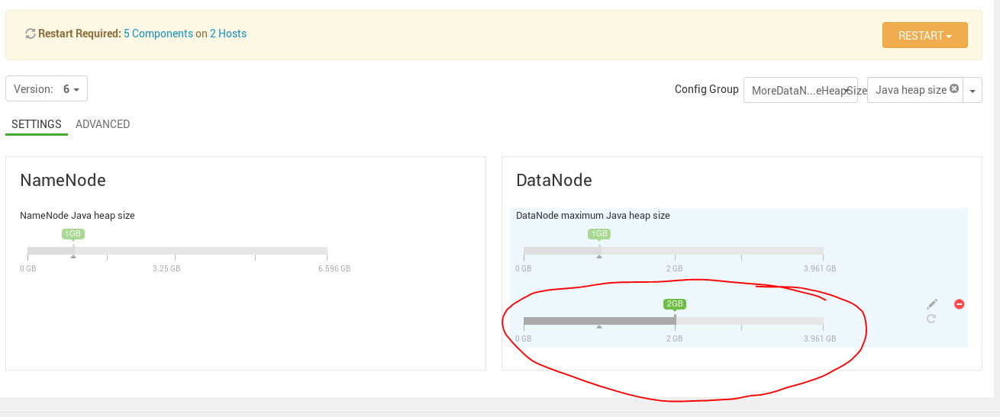 Restart Required: 5 Components on 2 Hosts
RESTART
Version: 6
Config Group
MoreDataN...eHeapSize
Java heap size
SETTINGS
ADVANCED
NameNode
NameNode Java heap size
1GB
0 GB
3.25 GB
6.596 GB
DataNode
DataNode maximum Java heap size
1GB
0 GB
2 GB
3.961 GB
2GB
0 GB
2 GB
3.961 GB